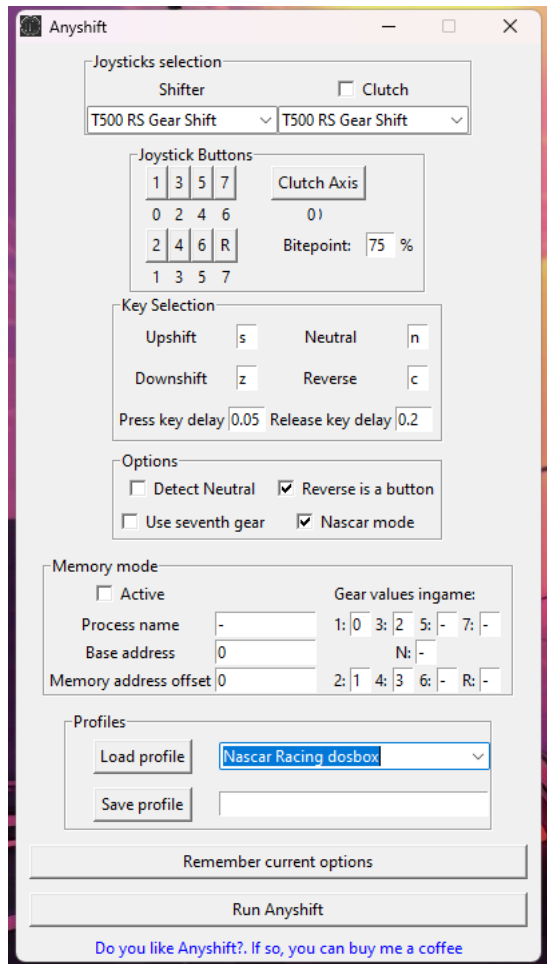 Anyshift
Joysticks selection
Shifter Clutch
T500 RS Gear Shift T500 RS Gear Shift
Joystick Buttons
1 3 5 7 Clutch Axis
0 2 4 6 0)
2 4 6 R Bitepoint: 75 %
1 3 5 7
Key Selection
Upshift s Neutral n
Downshift z Reverse c
Press key delay 0.05 Release key delay 0.2
Options
Detect Neutral Reverse is a button
Use seventh gear Nascar mode
Memory mode
Active Gear values ingame:
Process name - 1: 0 3: 2 5: - 7: -
Base address 0 N: -
Memory address offset 0 2: 1 4: 3 6: - R: -
Profiles
Load profile Nascar Racing dosbox
Save profile
Remember current options
Run Anyshift
Do you like Anyshift?. If so, you can buy me a coffee